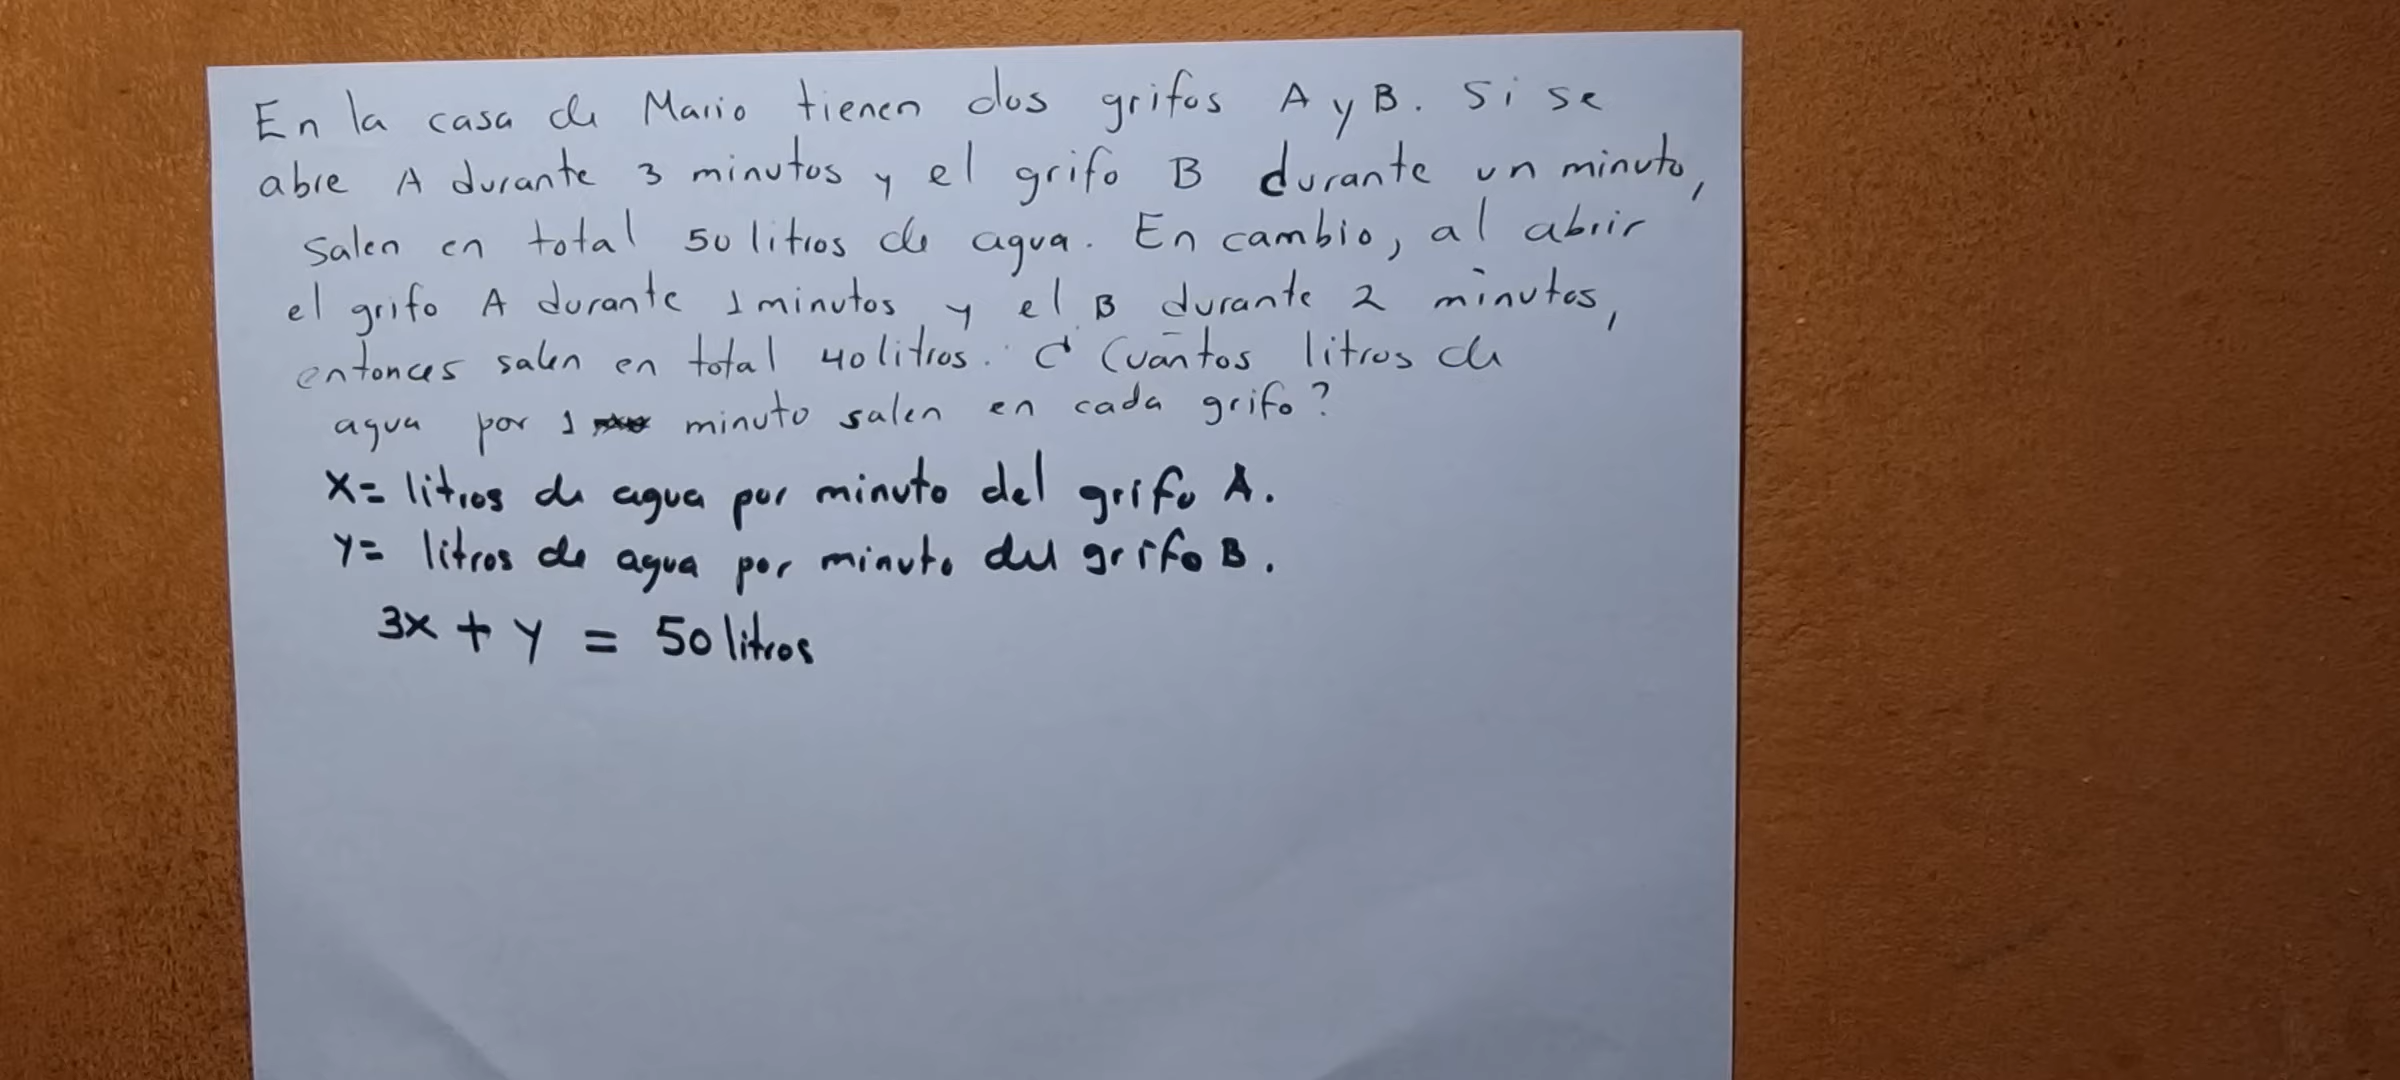 En la casa de Mario tienen dos grifos A y B. Si se
abre A durante 3 minutos y el grifo B durante un minuto,
salen en total 50 litros de agua. En cambio, al abrir
el grifo A durante 1 minutos y el B durante 2 minutos,
entonces salen en total 40 litros. ¿Cuántos litros de
agua por 1 minuto salen en cada grifo?
X= litros de agua por minuto del grifo A.
Y= litros de agua por minuto del grifo B.
3x + y = 50 litros